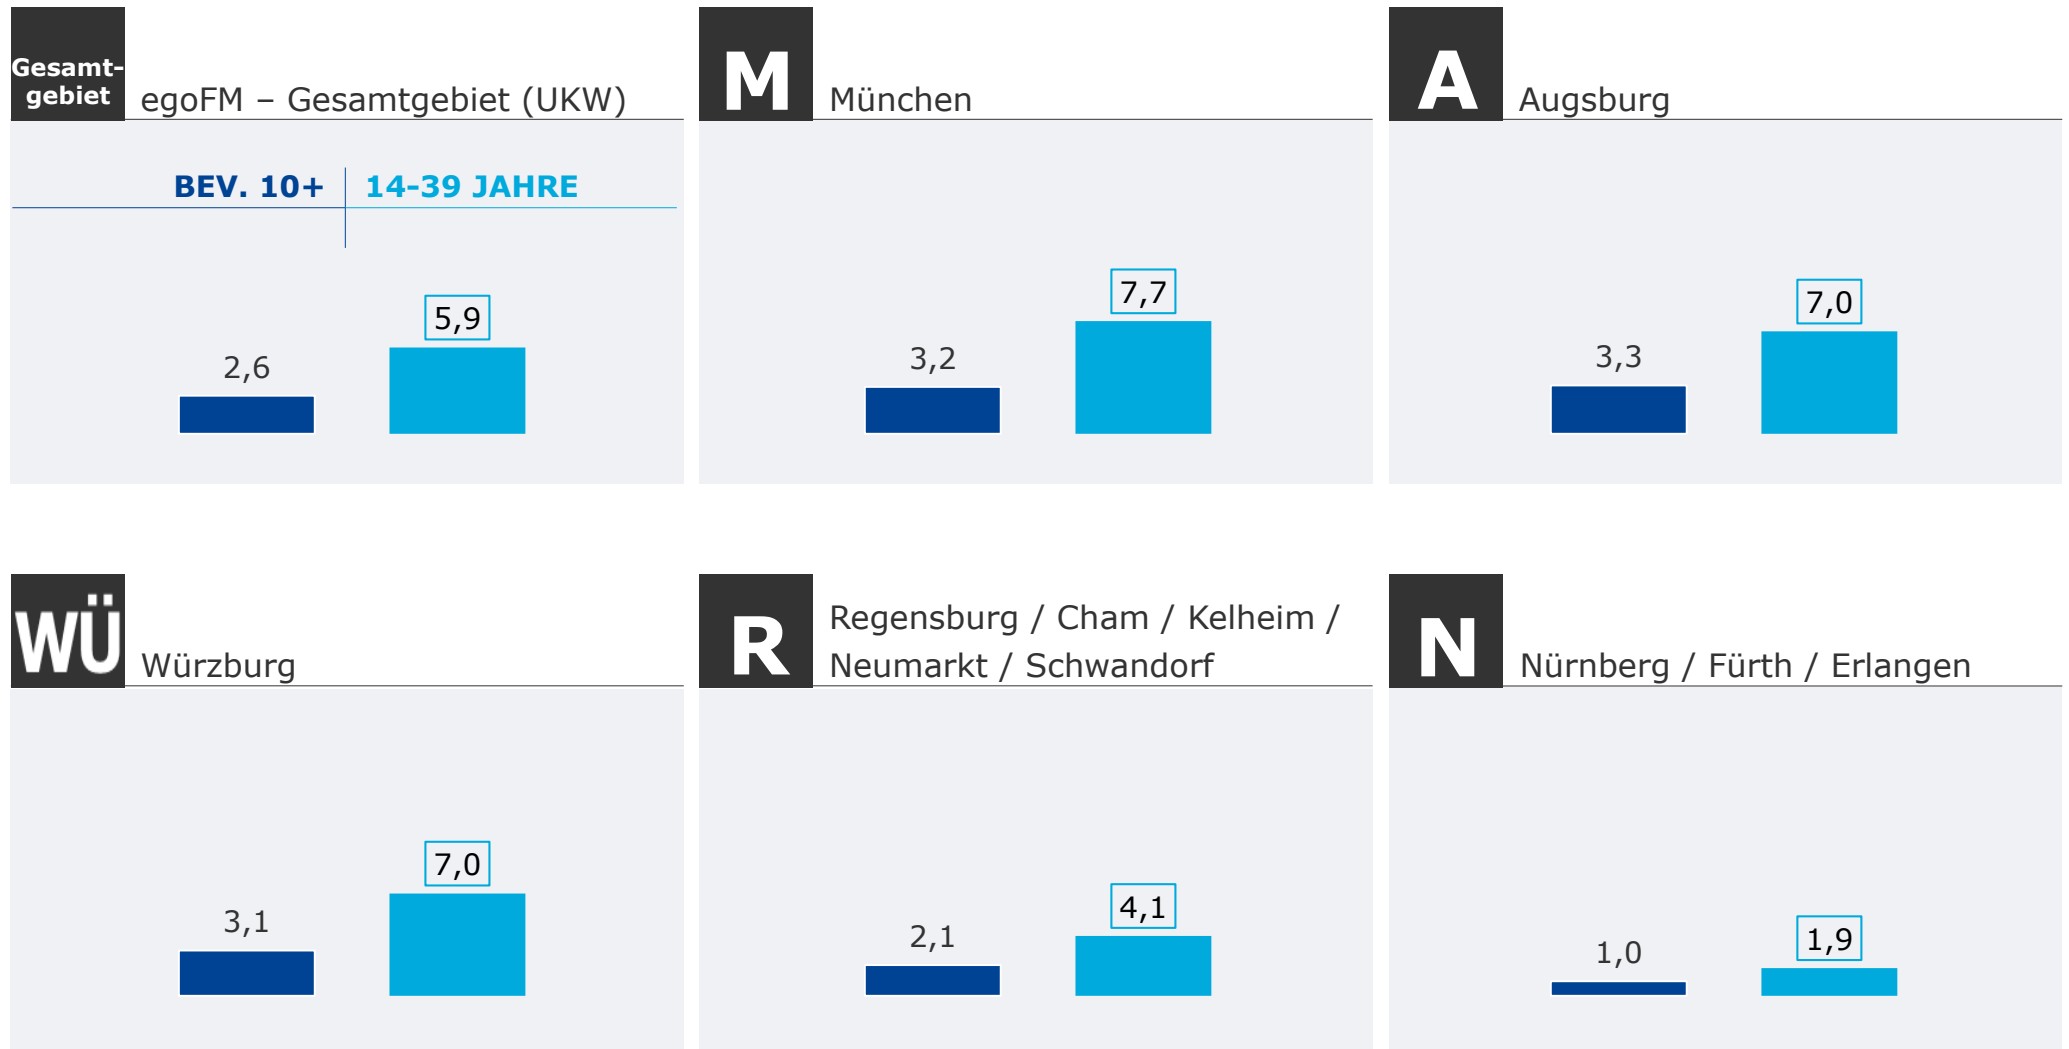 Gesamt-
gebiet
egoFM – Gesamtgebiet (UKW)
BEV. 10+
14-39 JAHRE
2,6
5,9
M
München
3,2
7,7
A
Augsburg
3,3
7,0
WÜ
Würzburg
3,1
7,0
R
Regensburg / Cham / Kelheim /
Neumarkt / Schwandorf
2,1
4,1
N
Nürnberg / Fürth / Erlangen
1,0
1,9